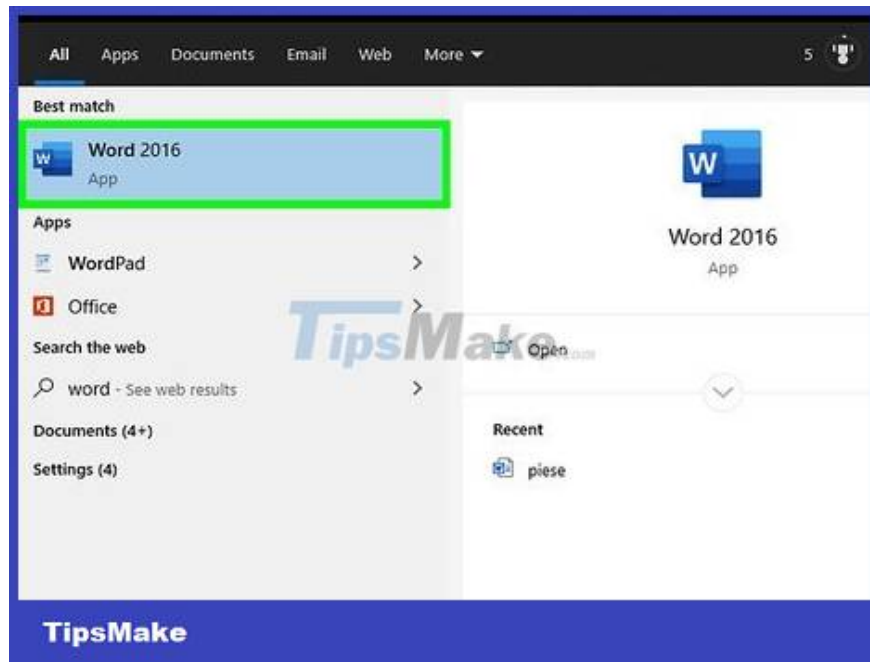 All Apps Documents Email Web More 5
Best match
Word 2016
App
Apps
WordPad
Office
Search the web
word - See web results
Documents (4+)
Settings (4)
W
Word 2016
App
Open
Recent
piese
TipsMake.com
TipsMake